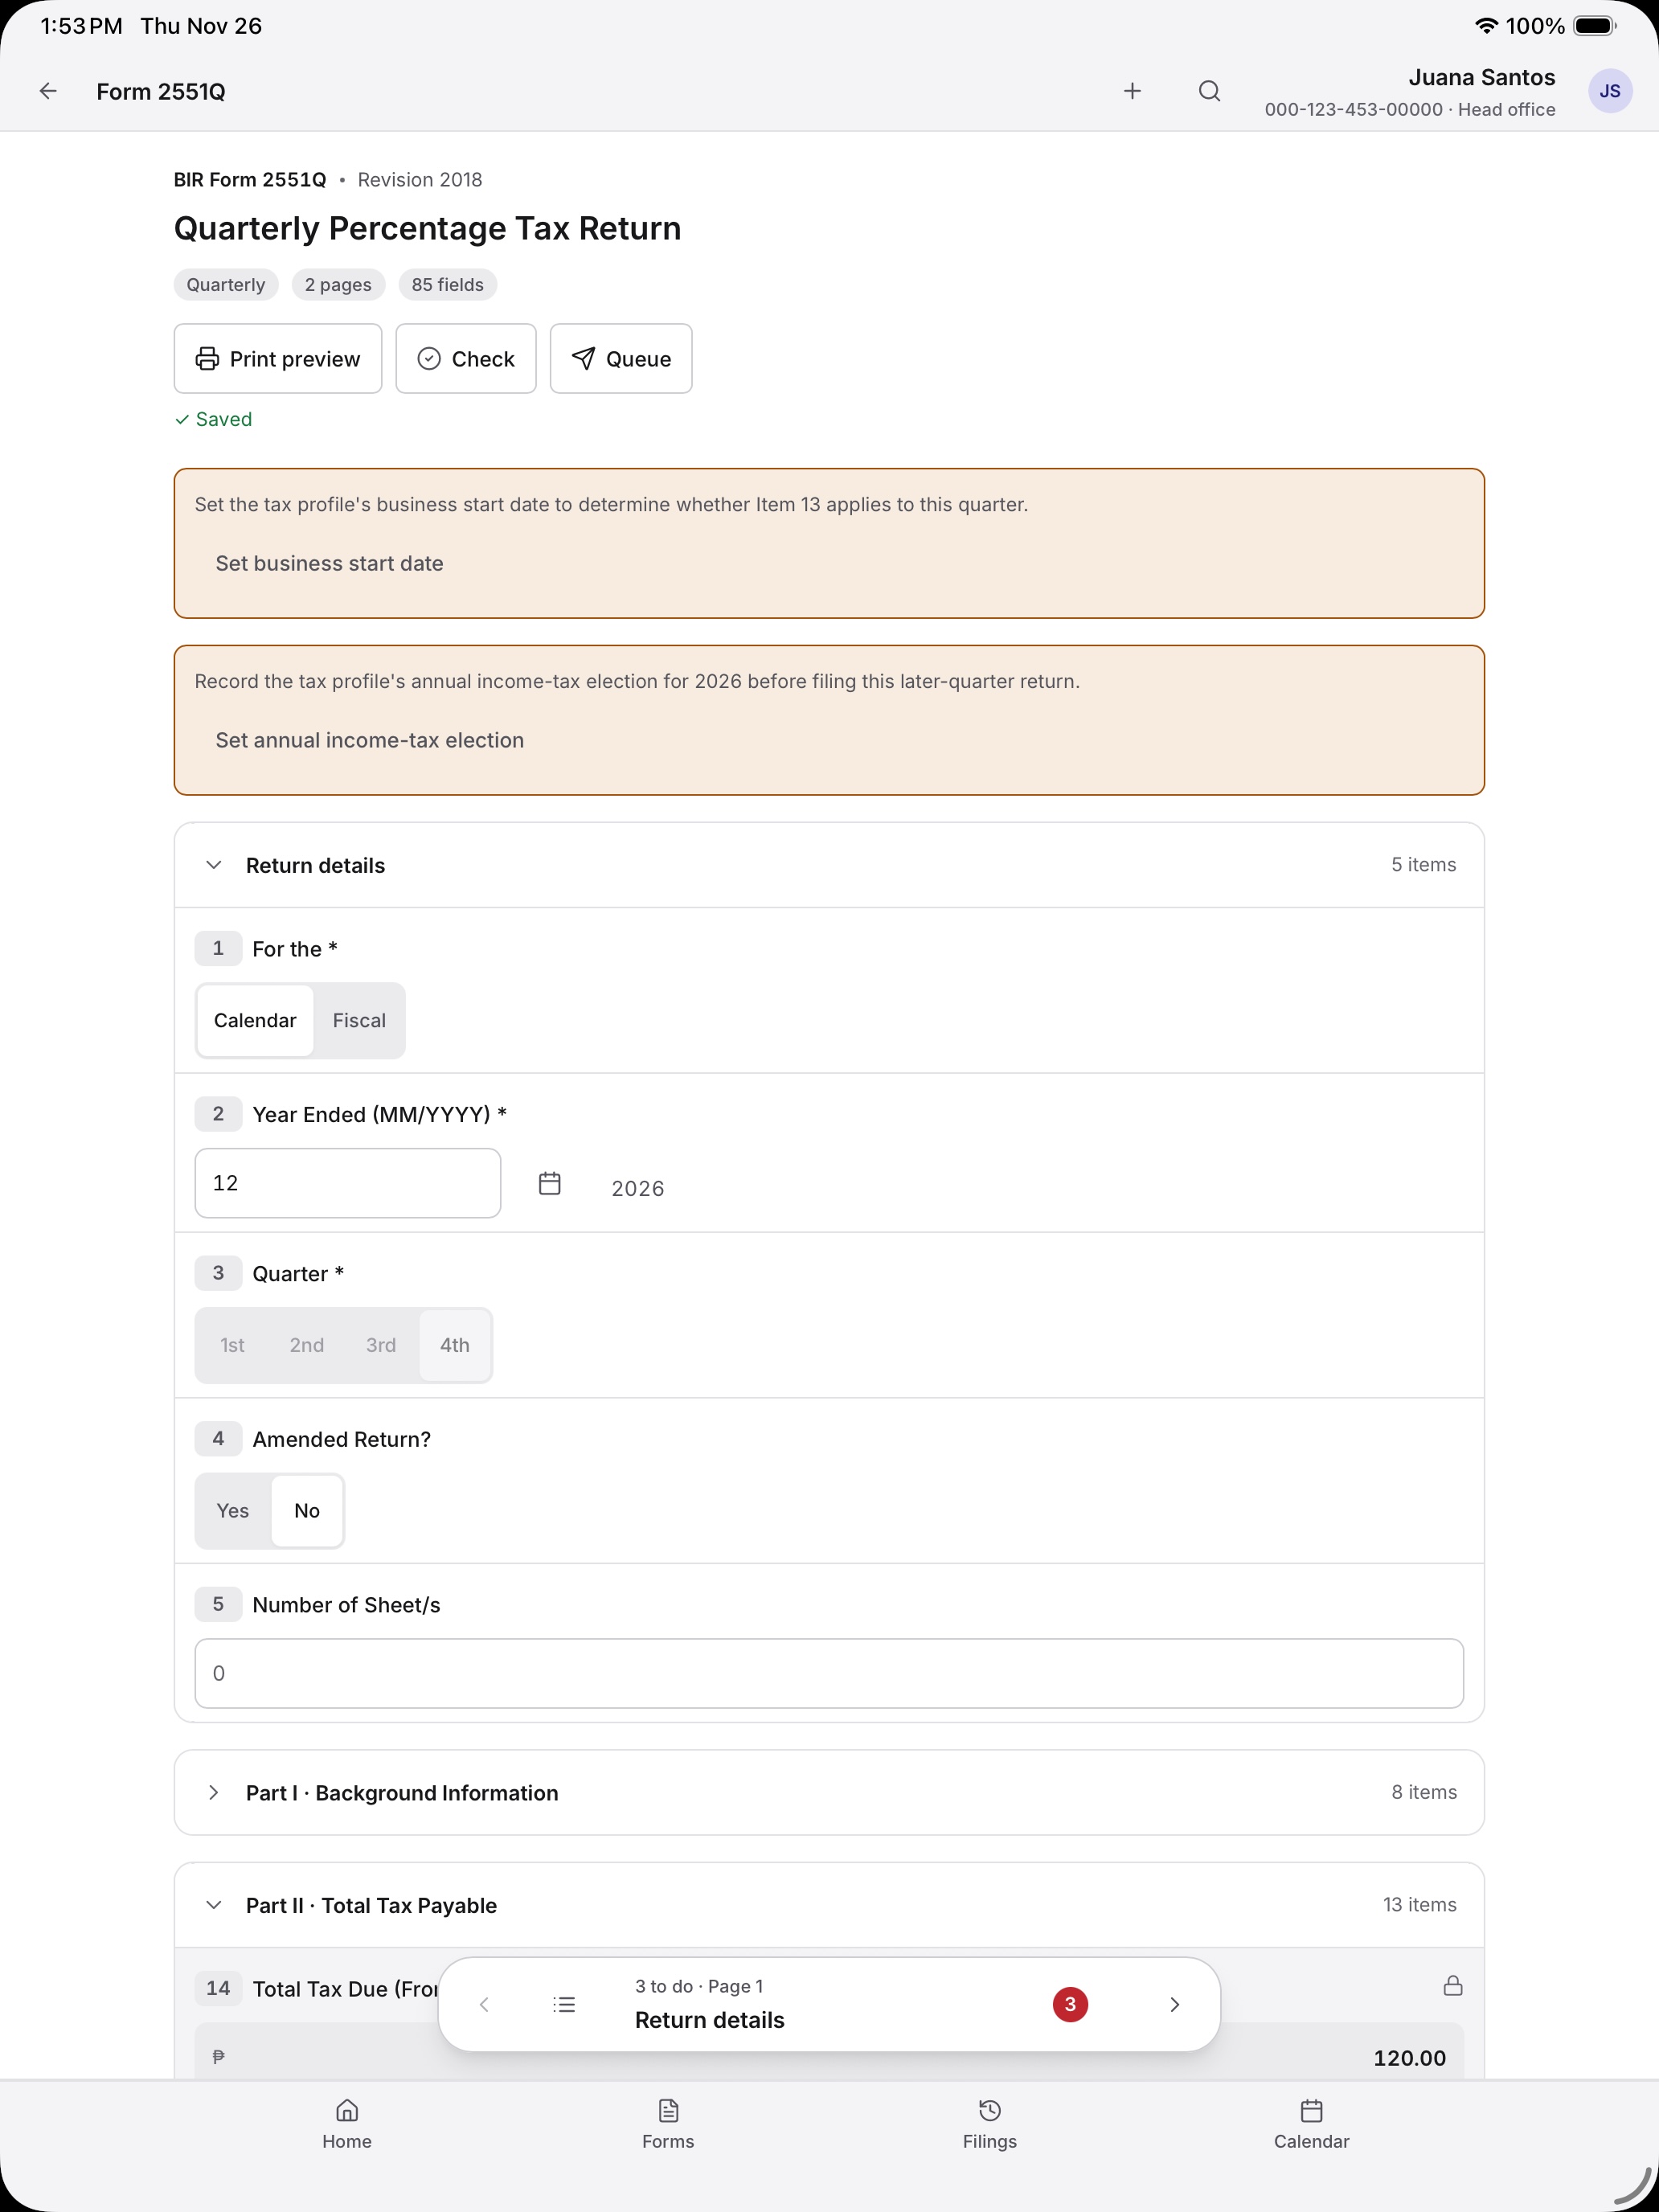 1:53 PM Thu Nov 26
100%
Form 2551Q
Juana Santos
000-123-453-00000 · Head office
JS
BIR Form 2551Q • Revision 2018
Quarterly Percentage Tax Return
Quarterly
2 pages
85 fields
Print preview
Check
Queue
Saved
Set the tax profile's business start date to determine whether Item 13 applies to this quarter.
Set business start date
Record the tax profile's annual income-tax election for 2026 before filing this later-quarter return.
Set annual income-tax election
Return details
5 items
1 For the *
Calendar Fiscal
2 Year Ended (MM/YYYY) *
12
2026
3 Quarter *
1st 2nd 3rd 4th
4 Amended Return?
Yes No
5 Number of Sheet/s
0
Part I · Background Information
8 items
Part II · Total Tax Payable
13 items
14 Total Tax Due
₱
120.00
3 to do · Page 1
Return details
3
Home
Forms
Filings
Calendar